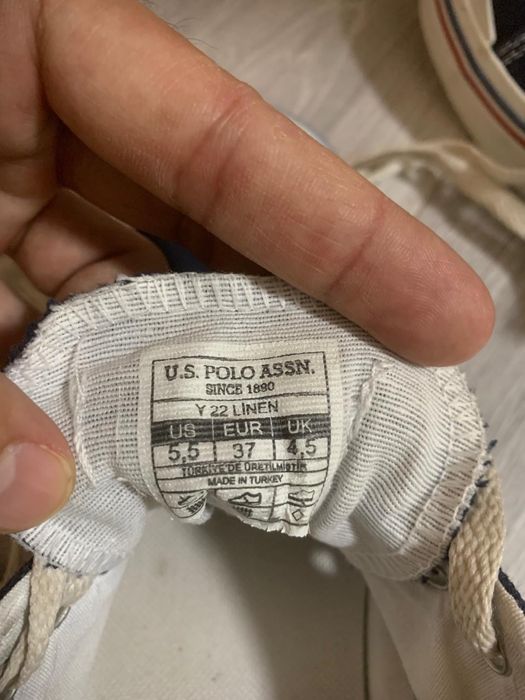 U.S. POLO ASSN.
SINCE 1890
Y 22 LINEN
US EUR UK
5,5 37 4,5
TÜRKİYE'DE ÜRETİLMİŞTİR
MADE IN TURKEY